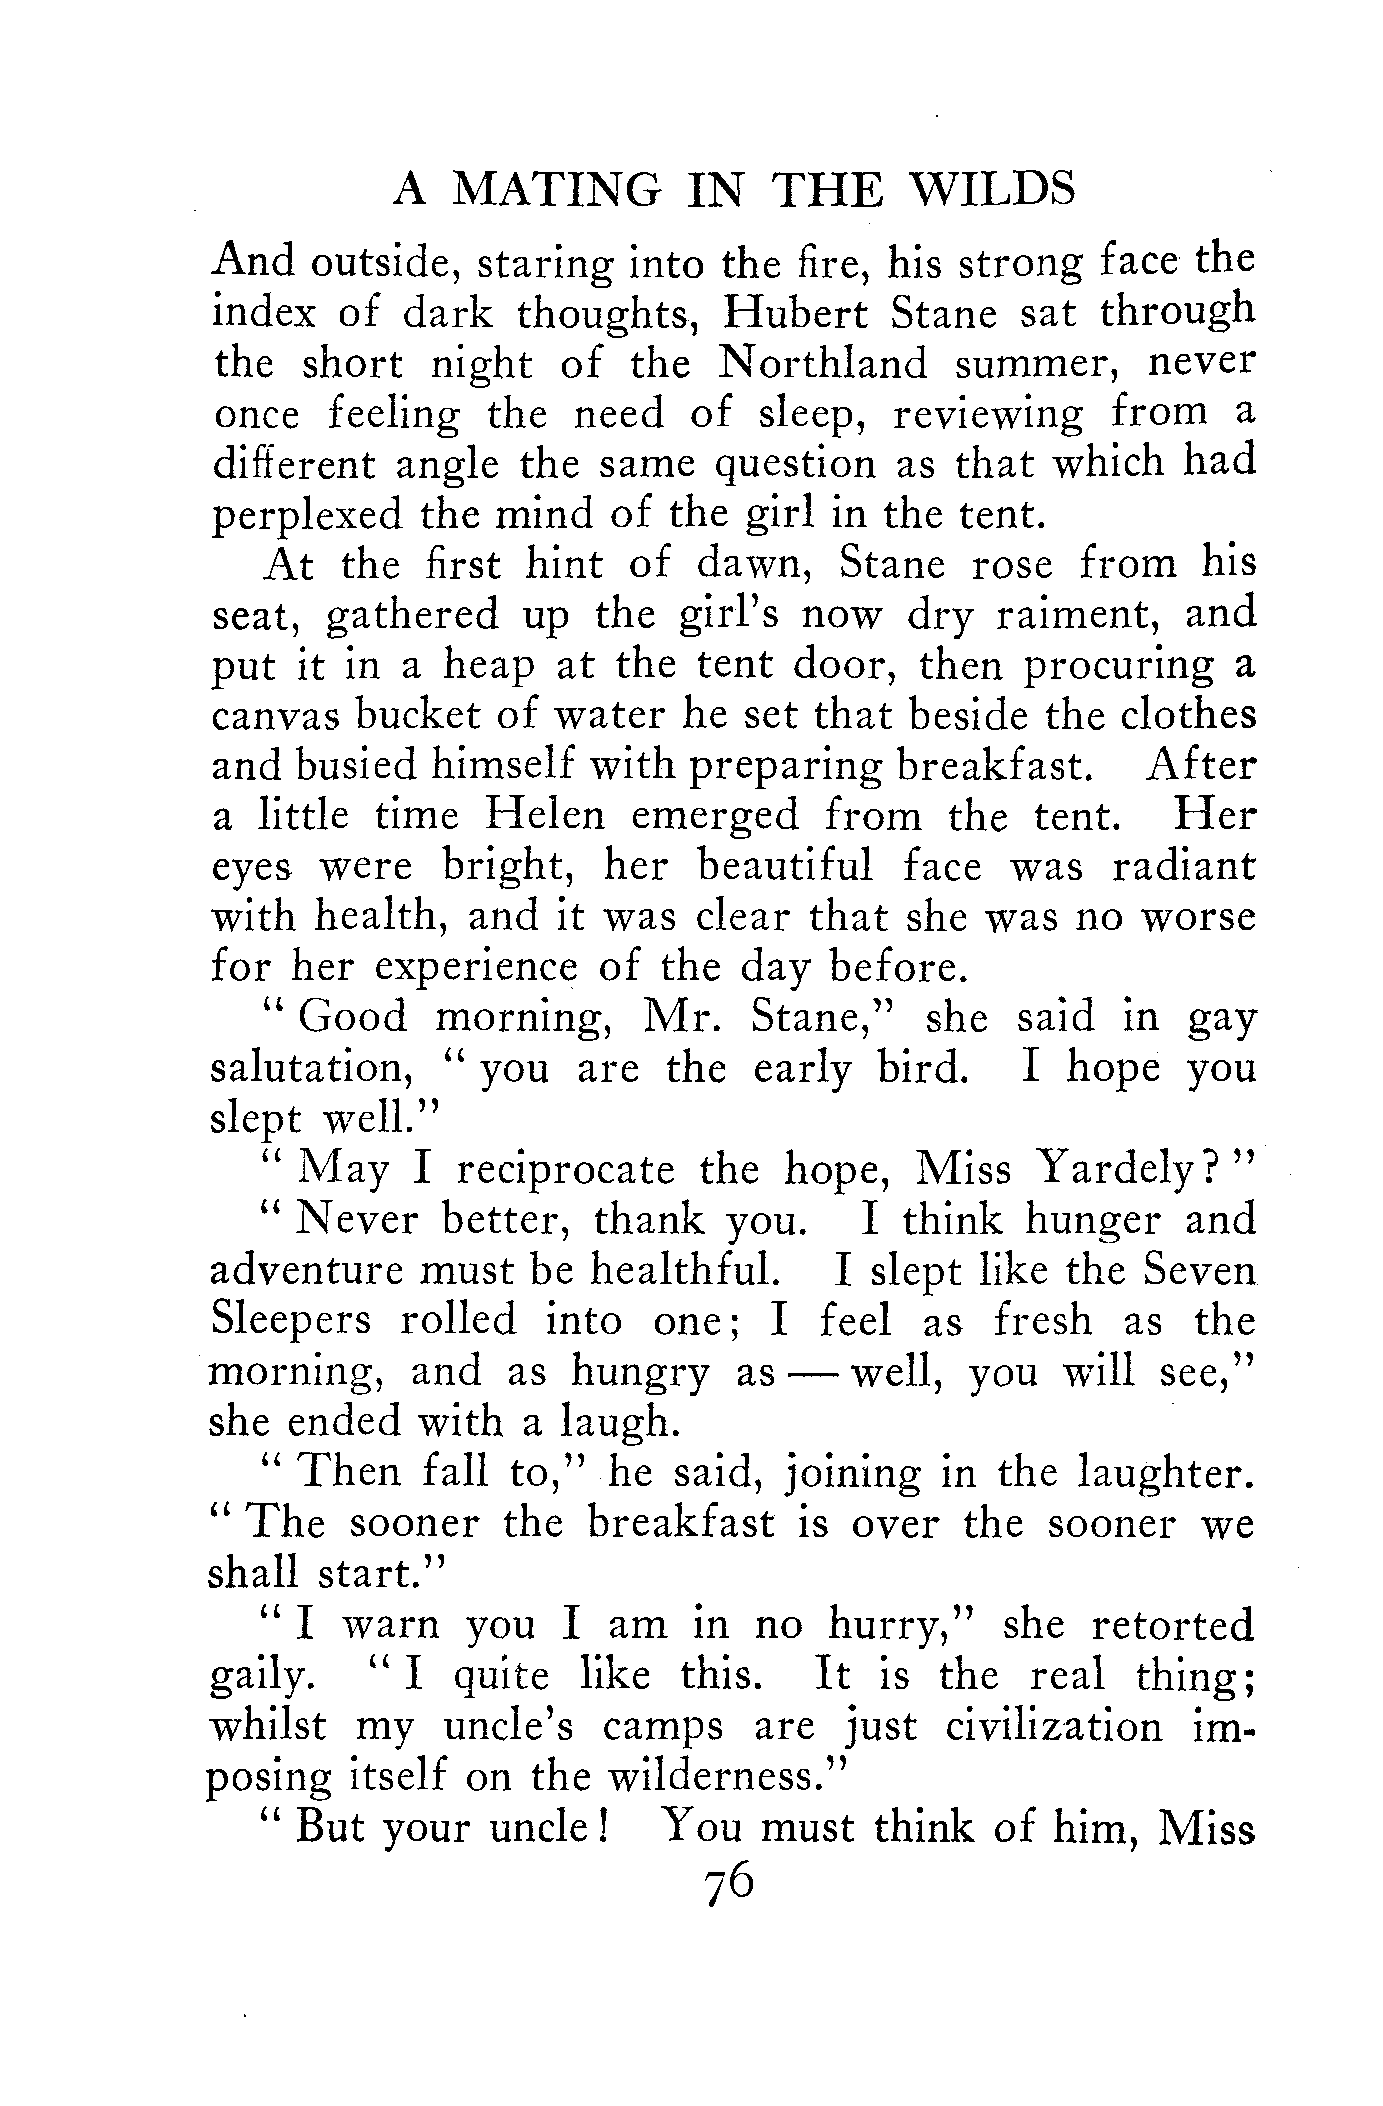 A MATING IN THE WILDS
And outside, staring into the fire, his strong face the
index of dark thoughts, Hubert Stane sat through
the short night of the Northland summer, never
once feeling the need of sleep, reviewing from a
different angle the same question as that which had
perplexed the mind of the girl in the tent.
At the first hint of dawn, Stane rose from his
seat, gathered up the girl's now dry raiment, and
put it in a heap at the tent door, then procuring a
canvas bucket of water he set that beside the clothes
and busied himself with preparing breakfast. After
a little time Helen emerged from the tent. Her
eyes were bright, her beautiful face was radiant
with health, and it was clear that she was no worse
for her experience of the day before.
" Good morning, Mr. Stane," she said in gay
salutation, " you are the early bird. I hope you
slept well."
" May I reciprocate the hope, Miss Yardely? "
" Never better, thank you. I think hunger and
adventure must be healthful. I slept like the Seven
Sleepers rolled into one; I feel as fresh as the
morning, and as hungry as — well, you will see,"
she ended with a laugh.
" Then fall to," he said, joining in the laughter.
" The sooner the breakfast is over the sooner we
shall start."
" I warn you I am in no hurry," she retorted
gaily. " I quite like this. It is the real thing;
whilst my uncle's camps are just civilization im-
posing itself on the wilderness."
" But your uncle! You must think of him, Miss
76